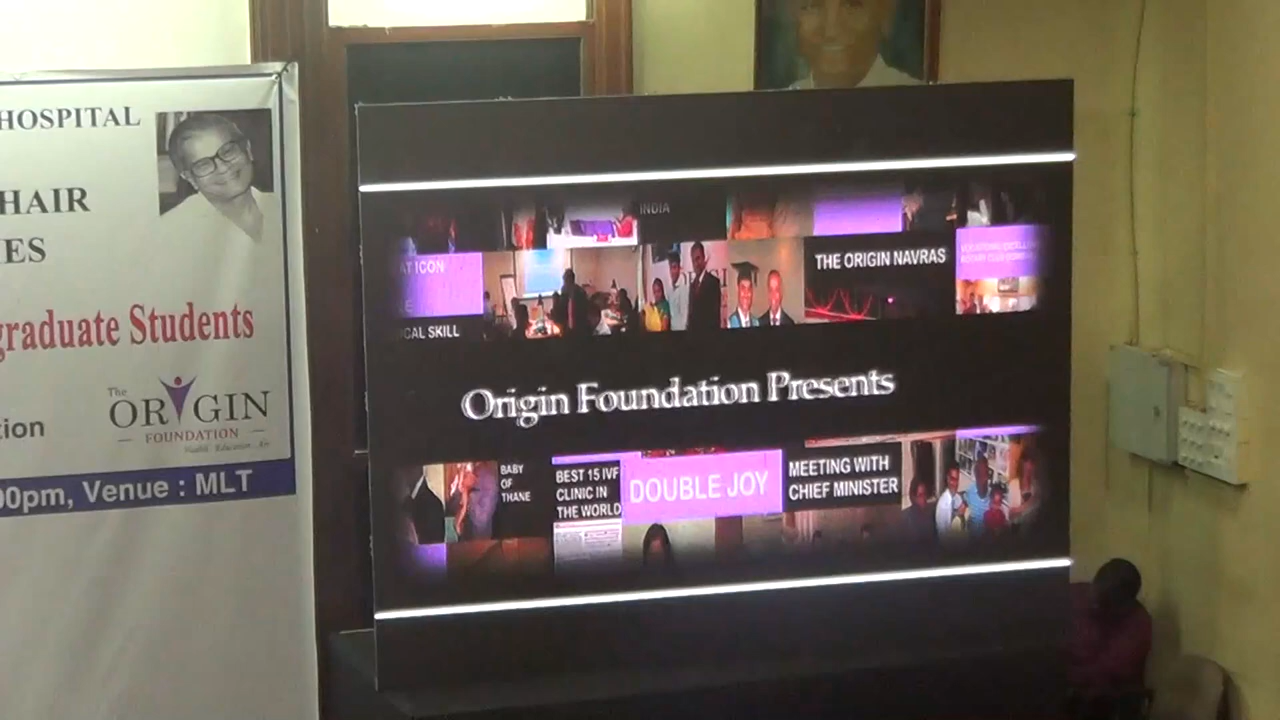 HOSPITAL
HAIR
IES
graduate Students
The
ORIGIN
FOUNDATION
tion
00pm, Venue : MLT
INDIA
AT ICON
THE ORIGIN NAVRAS
CAL SKILL
Origin Foundation Presents
BABY
OF
THANE
BEST 15 IVF
CLINIC IN
THE WORLD
DOUBLE JOY
MEETING WITH
CHIEF MINISTER